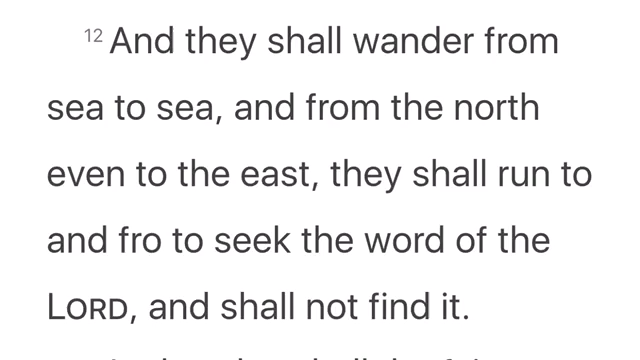 12 And they shall wander from
sea to sea, and from the north
even to the east, they shall run to
and fro to seek the word of the
LORD, and shall not find it.